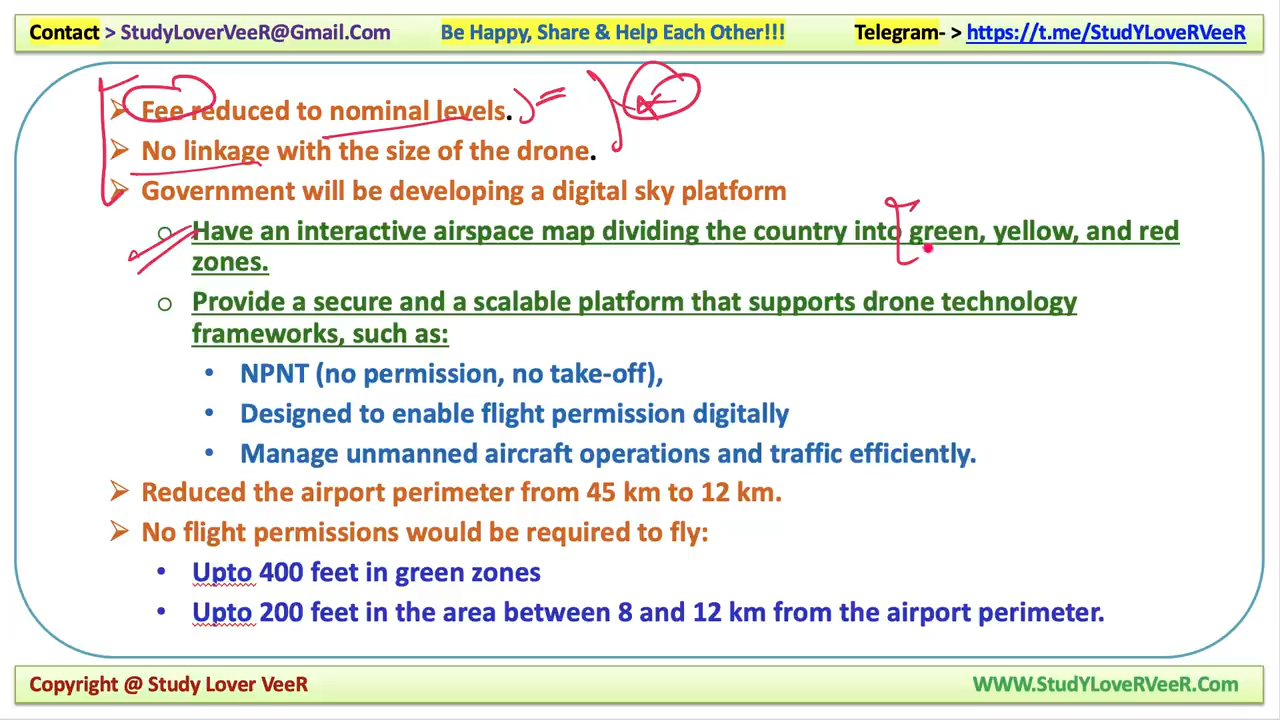 Contact > StudyLoverVeeR@Gmail.Com Be Happy, Share & Help Each Other!!! Telegram- > https://t.me/StudYLoveRVeeR
➢ Fee reduced to nominal levels.
➢ No linkage with the size of the drone.
➢ Government will be developing a digital sky platform
o Have an interactive airspace map dividing the country into green, yellow, and red
zones.
o Provide a secure and a scalable platform that supports drone technology
frameworks, such as:
• NPNT (no permission, no take-off),
• Designed to enable flight permission digitally
• Manage unmanned aircraft operations and traffic efficiently.
➢ Reduced the airport perimeter from 45 km to 12 km.
➢ No flight permissions would be required to fly:
• Upto 400 feet in green zones
• Upto 200 feet in the area between 8 and 12 km from the airport perimeter.
Copyright @ Study Lover VeeR WWW.StudYLoveRVeeR.Com